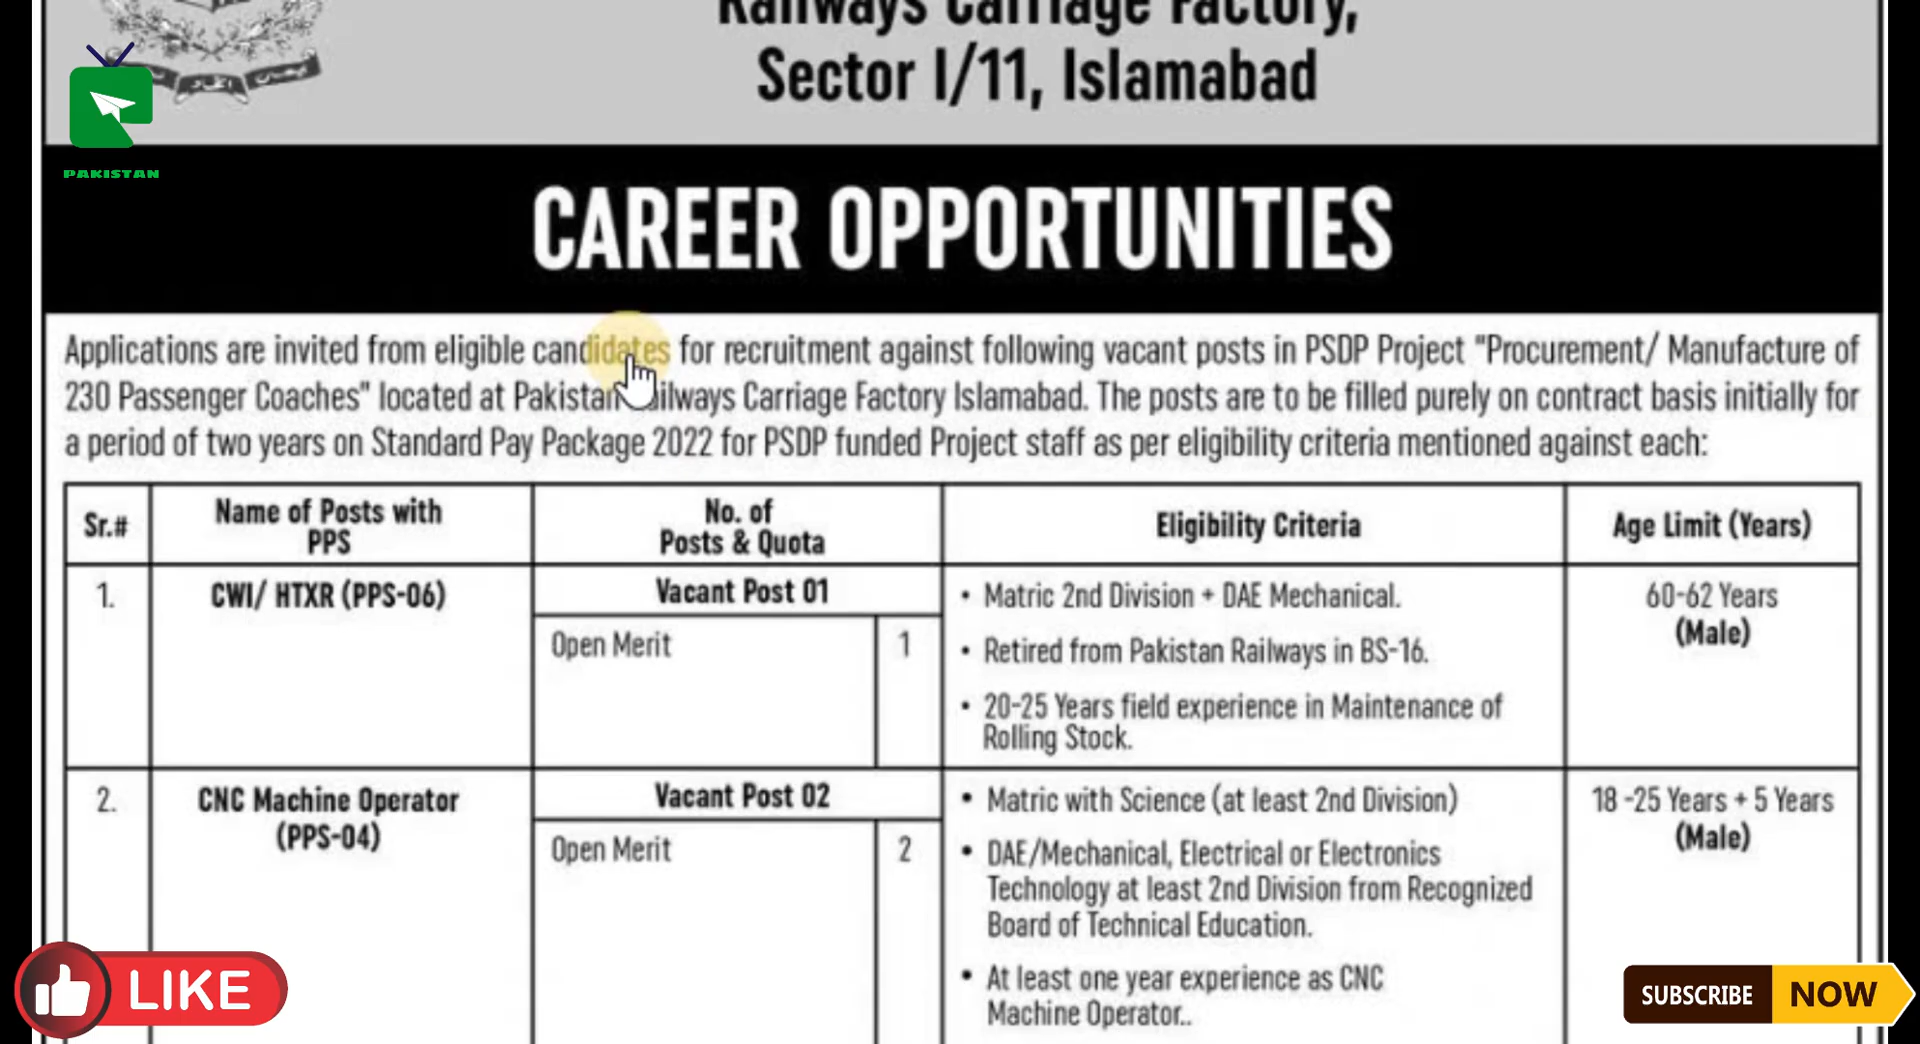 Railways Carriage Factory,
Sector I/11, Islamabad
PAKISTAN
CAREER OPPORTUNITIES
Applications are invited from eligible candidates for recruitment against following vacant posts in PSDP Project "Procurement/ Manufacture of
230 Passenger Coaches" located at Pakistan Railways Carriage Factory Islamabad. The posts are to be filled purely on contract basis initially for
a period of two years on Standard Pay Package 2022 for PSDP funded Project staff as per eligibility criteria mentioned against each:
Sr.#
Name of Posts with
PPS
No. of
Posts & Quota
Eligibility Criteria
Age Limit (Years)
1.
CWI/ HTXR (PPS-06)
Vacant Post 01
Open Merit
1
• Matric 2nd Division + DAE Mechanical.
• Retired from Pakistan Railways in BS-16.
• 20-25 Years field experience in Maintenance of
Rolling Stock.
60-62 Years
(Male)
2.
CNC Machine Operator
(PPS-04)
Vacant Post 02
Open Merit
2
• Matric with Science (at least 2nd Division)
• DAE/Mechanical, Electrical or Electronics
Technology at least 2nd Division from Recognized
Board of Technical Education.
• At least one year experience as CNC
Machine Operator..
18 -25 Years + 5 Years
(Male)
LIKE
SUBSCRIBE NOW